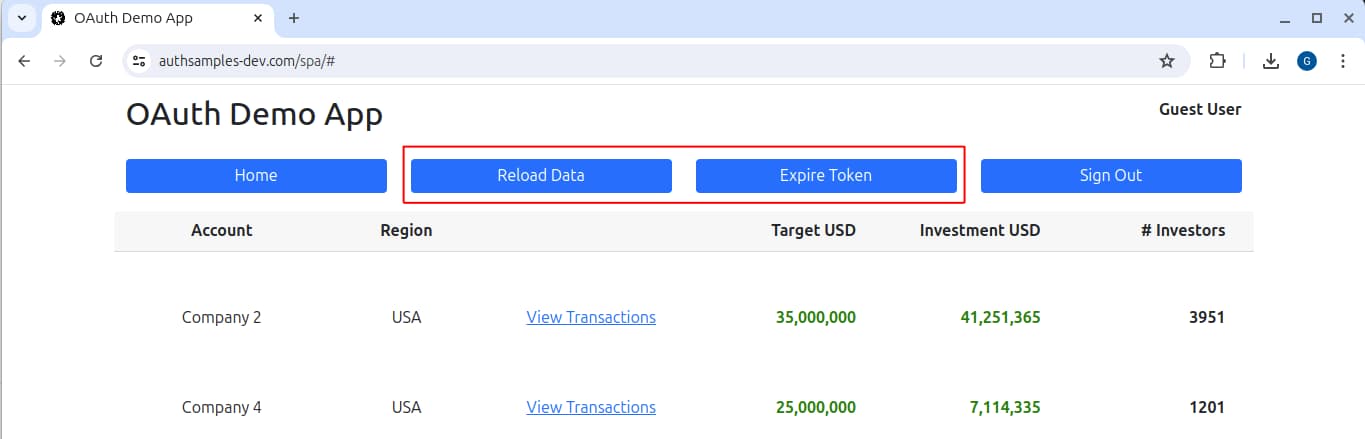 OAuth Demo App
authsamples-dev.com/spa/#
G
OAuth Demo App
Guest User
Home Reload Data Expire Token Sign Out
Account Region Target USD Investment USD # Investors
Company 2 USA View Transactions 35,000,000 41,251,365 3951
Company 4 USA View Transactions 25,000,000 7,114,335 1201